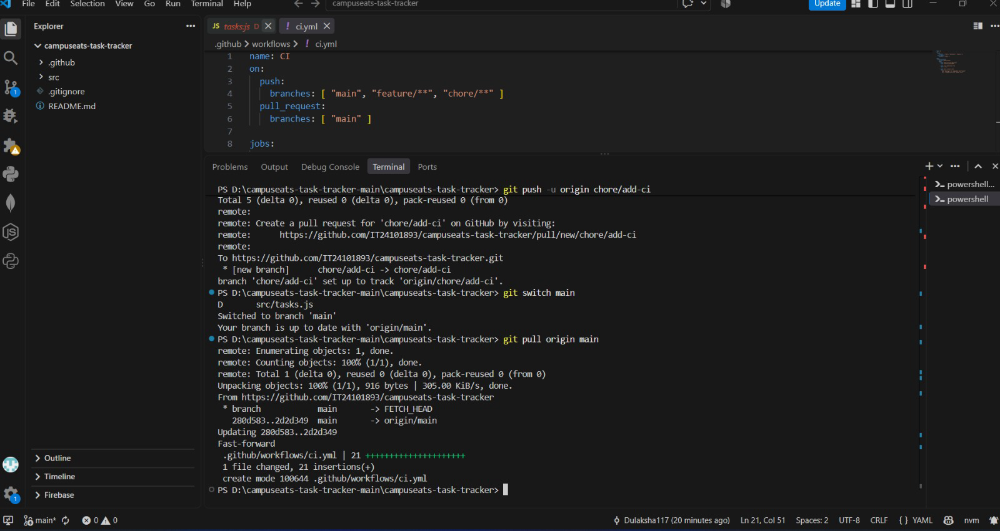 File Edit Selection View Go Run Terminal Help
campuseats-task-tracker
Update
Explorer
campuseats-task-tracker
.github
src
.gitignore
README.md
Outline
Timeline
Firebase
JS tasks.js D
! ci.yml
.github > workflows > ! ci.yml
1 name: CI
2 on:
3 push:
4 branches: [ "main", "feature/**", "chore/**" ]
5 pull_request:
6 branches: [ "main" ]
7
8 jobs:
Problems Output Debug Console Terminal Ports
powershell...
powershell
PS D:\campuseats-task-tracker-main\campuseats-task-tracker> git push -u origin chore/add-ci
Total 5 (delta 0), reused 0 (delta 0), pack-reused 0 (from 0)
remote:
remote: Create a pull request for 'chore/add-ci' on GitHub by visiting:
remote: https://github.com/IT24101893/campuseats-task-tracker/pull/new/chore/add-ci
remote:
To https://github.com/IT24101893/campuseats-task-tracker.git
* [new branch] chore/add-ci -> chore/add-ci
branch 'chore/add-ci' set up to track 'origin/chore/add-ci'.
PS D:\campuseats-task-tracker-main\campuseats-task-tracker> git switch main
D src/tasks.js
Switched to branch 'main'
Your branch is up to date with 'origin/main'.
PS D:\campuseats-task-tracker-main\campuseats-task-tracker> git pull origin main
remote: Enumerating objects: 1, done.
remote: Counting objects: 100% (1/1), done.
remote: Total 1 (delta 0), reused 0 (delta 0), pack-reused 0 (from 0)
Unpacking objects: 100% (1/1), 916 bytes | 305.00 KiB/s, done.
From https://github.com/IT24101893/campuseats-task-tracker
* branch main -> FETCH_HEAD
280d583..2d2d349 main -> origin/main
Updating 280d583..2d2d349
Fast-forward
.github/workflows/ci.yml | 21 +++++++++++++++++++++
1 file changed, 21 insertions(+)
create mode 100644 .github/workflows/ci.yml
PS D:\campuseats-task-tracker-main\campuseats-task-tracker>
main* 0 0 Dulaksha117 (20 minutes ago) Ln 21, Col 51 Spaces: 2 UTF-8 CRLF {} YAML nvm